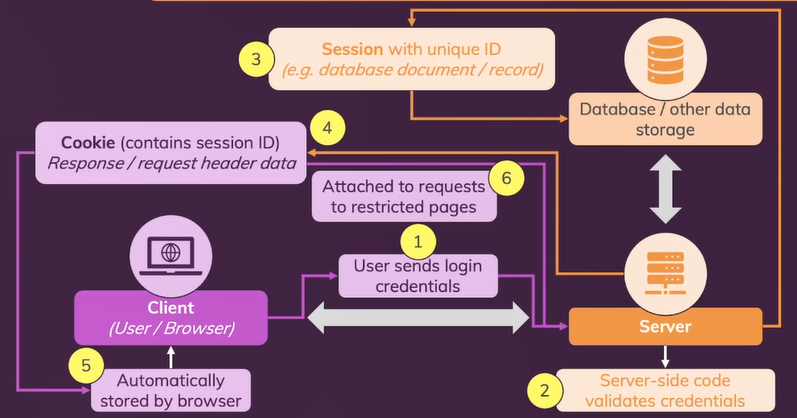 3
Session with unique ID
(e.g. database document / record)
Database / other data
storage
4
Cookie (contains session ID)
Response / request header data
6
Attached to requests
to restricted pages
1
User sends login
credentials
Client
(User / Browser)
Server
5
Automatically
stored by browser
2
Server-side code
validates credentials